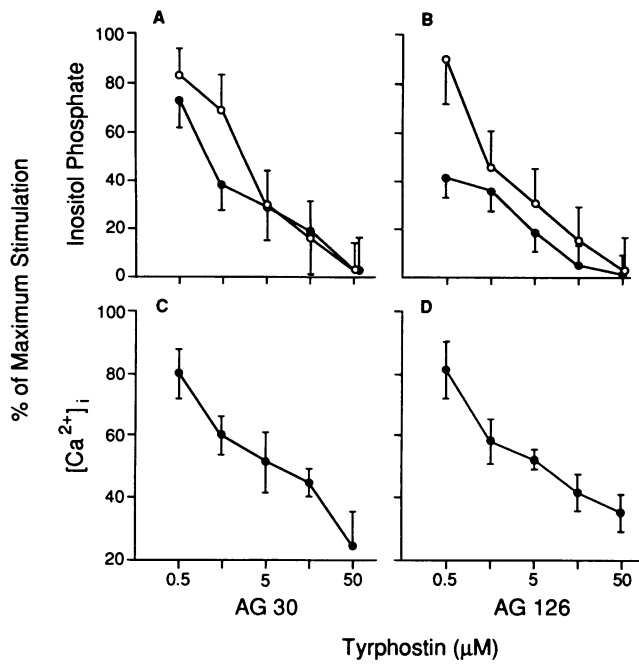 A
B
% of Maximum Stimulation
Inositol Phosphate
100
80
60
40
20
0
C
D
[Ca2+]i
100
80
60
40
20
0.5 5 50
0.5 5 50
AG 30
AG 126
Tyrphostin (μM)